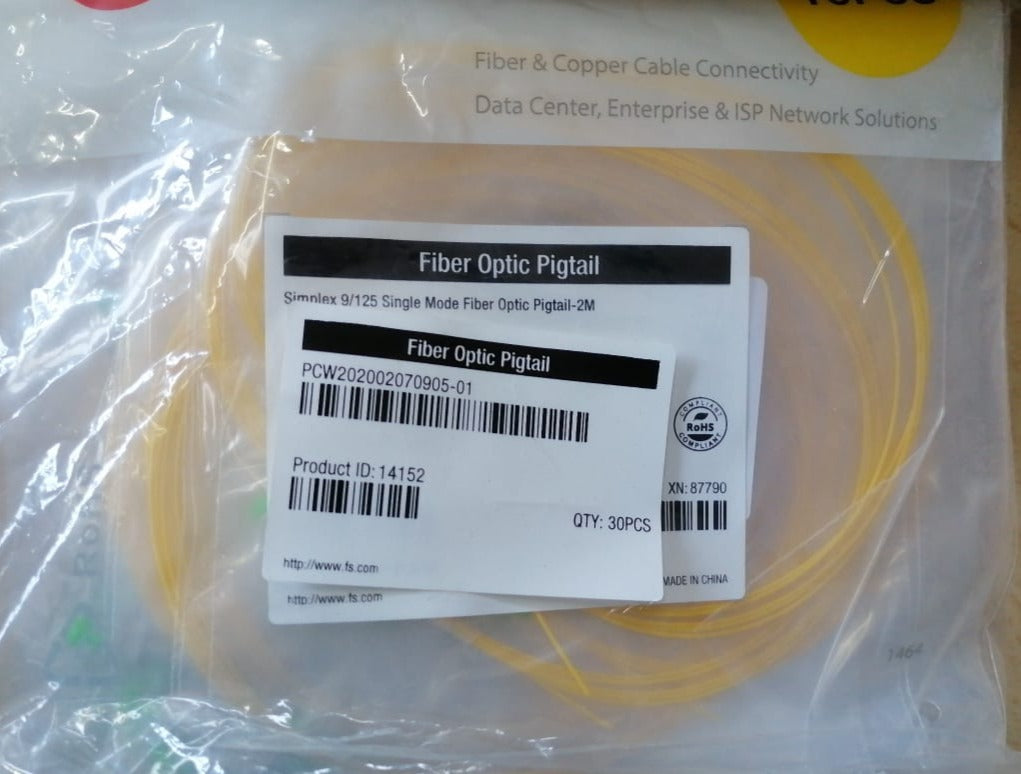 Fiber & Copper Cable Connectivity
Data Center, Enterprise & ISP Network Solutions
Fiber Optic Pigtail
Simplex 9/125 Single Mode Fiber Optic Pigtail-2M
Fiber Optic Pigtail
PCW202002070905-01
COMPLIANT
RoHS
COMPLIANT
Product ID: 14152
XN: 87790
QTY: 30PCS
http://www.fs.com
MADE IN CHINA
http://www.fs.com
1464